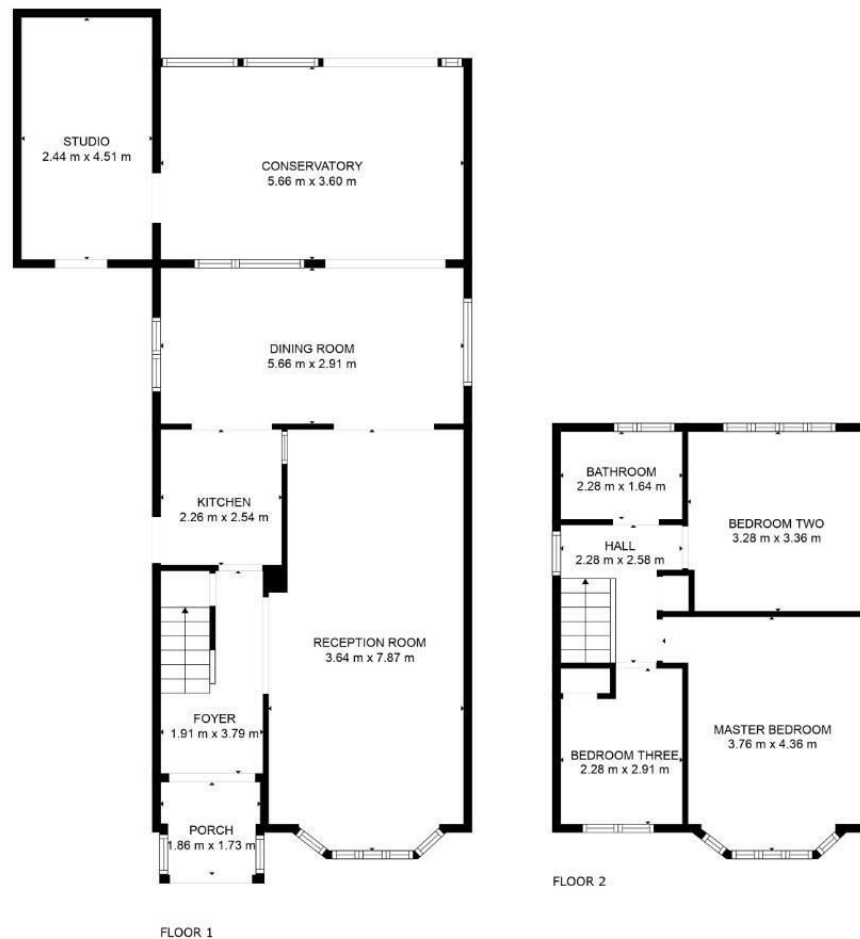 STUDIO
2.44 m x 4.51 m
CONSERVATORY
5.66 m x 3.60 m
DINING ROOM
5.66 m x 2.91 m
KITCHEN
2.26 m x 2.54 m
RECEPTION ROOM
3.64 m x 7.87 m
FOYER
1.91 m x 3.79 m
PORCH
1.86 m x 1.73 m
FLOOR 1
BATHROOM
2.28 m x 1.64 m
HALL
2.28 m x 2.58 m
BEDROOM TWO
3.28 m x 3.36 m
MASTER BEDROOM
3.76 m x 4.36 m
BEDROOM THREE
2.28 m x 2.91 m
FLOOR 2